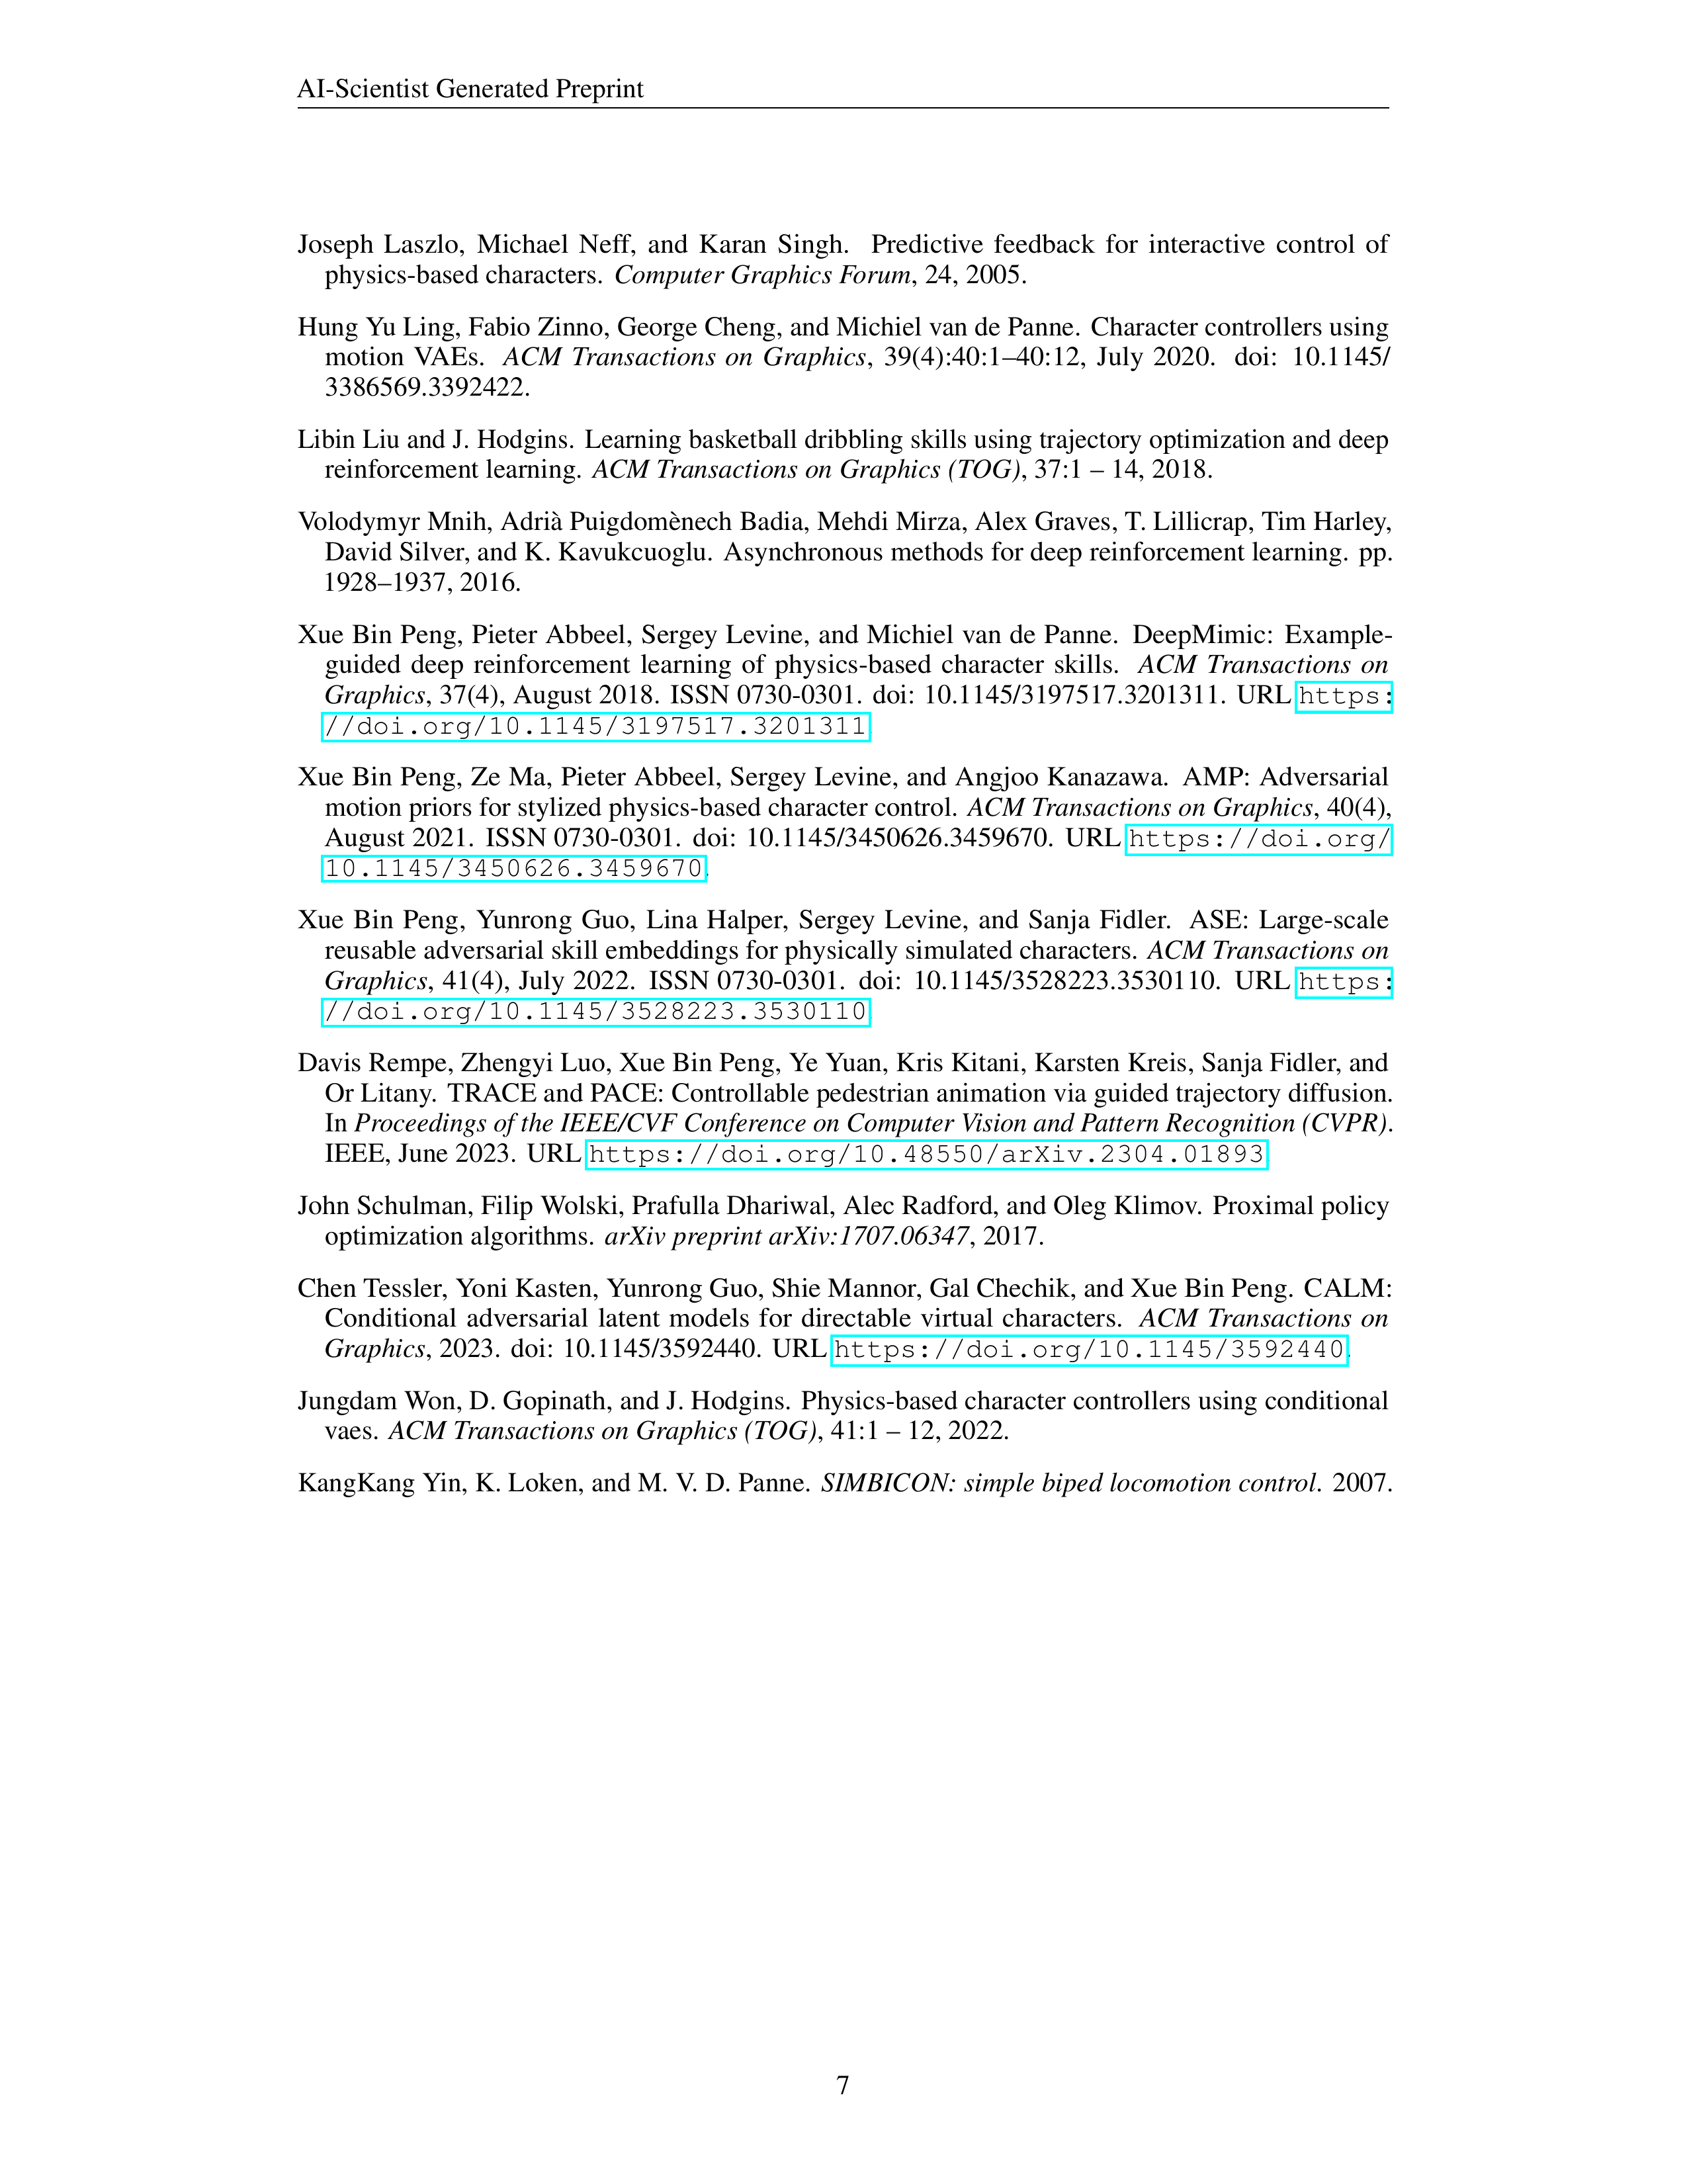 AI-Scientist Generated Preprint
Joseph Laszlo, Michael Neff, and Karan Singh. Predictive feedback for interactive control of
physics-based characters. Computer Graphics Forum, 24, 2005.
Hung Yu Ling, Fabio Zinno, George Cheng, and Michiel van de Panne. Character controllers using
motion VAEs. ACM Transactions on Graphics, 39(4):40:1–40:12, July 2020. doi: 10.1145/
3386569.3392422.
Libin Liu and J. Hodgins. Learning basketball dribbling skills using trajectory optimization and deep
reinforcement learning. ACM Transactions on Graphics (TOG), 37:1 – 14, 2018.
Volodymyr Mnih, Adrià Puigdomènech Badia, Mehdi Mirza, Alex Graves, T. Lillicrap, Tim Harley,
David Silver, and K. Kavukcuoglu. Asynchronous methods for deep reinforcement learning. pp.
1928–1937, 2016.
Xue Bin Peng, Pieter Abbeel, Sergey Levine, and Michiel van de Panne. DeepMimic: Example-
guided deep reinforcement learning of physics-based character skills. ACM Transactions on
Graphics, 37(4), August 2018. ISSN 0730-0301. doi: 10.1145/3197517.3201311. URL https:
//doi.org/10.1145/3197517.3201311.
Xue Bin Peng, Ze Ma, Pieter Abbeel, Sergey Levine, and Angjoo Kanazawa. AMP: Adversarial
motion priors for stylized physics-based character control. ACM Transactions on Graphics, 40(4),
August 2021. ISSN 0730-0301. doi: 10.1145/3450626.3459670. URL https://doi.org/
10.1145/3450626.3459670.
Xue Bin Peng, Yunrong Guo, Lina Halper, Sergey Levine, and Sanja Fidler. ASE: Large-scale
reusable adversarial skill embeddings for physically simulated characters. ACM Transactions on
Graphics, 41(4), July 2022. ISSN 0730-0301. doi: 10.1145/3528223.3530110. URL https:
//doi.org/10.1145/3528223.3530110.
Davis Rempe, Zhengyi Luo, Xue Bin Peng, Ye Yuan, Kris Kitani, Karsten Kreis, Sanja Fidler, and
Or Litany. TRACE and PACE: Controllable pedestrian animation via guided trajectory diffusion.
In Proceedings of the IEEE/CVF Conference on Computer Vision and Pattern Recognition (CVPR).
IEEE, June 2023. URL https://doi.org/10.48550/arXiv.2304.01893.
John Schulman, Filip Wolski, Prafulla Dhariwal, Alec Radford, and Oleg Klimov. Proximal policy
optimization algorithms. arXiv preprint arXiv:1707.06347, 2017.
Chen Tessler, Yoni Kasten, Yunrong Guo, Shie Mannor, Gal Chechik, and Xue Bin Peng. CALM:
Conditional adversarial latent models for directable virtual characters. ACM Transactions on
Graphics, 2023. doi: 10.1145/3592440. URL https://doi.org/10.1145/3592440.
Jungdam Won, D. Gopinath, and J. Hodgins. Physics-based character controllers using conditional
vaes. ACM Transactions on Graphics (TOG), 41:1 – 12, 2022.
KangKang Yin, K. Loken, and M. V. D. Panne. SIMBICON: simple biped locomotion control. 2007.
7